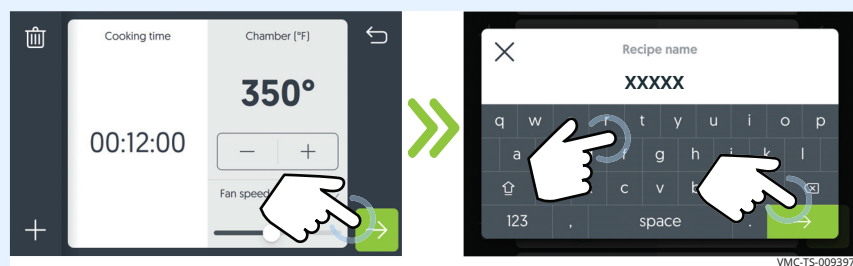 Cooking time
Chamber (°F)
350°
00:12:00
− +
Fan speed
Recipe name
XXXXX
q w r t y u i o p
a f g h j k l
c v b
123 , space .
VMC-TS-009397